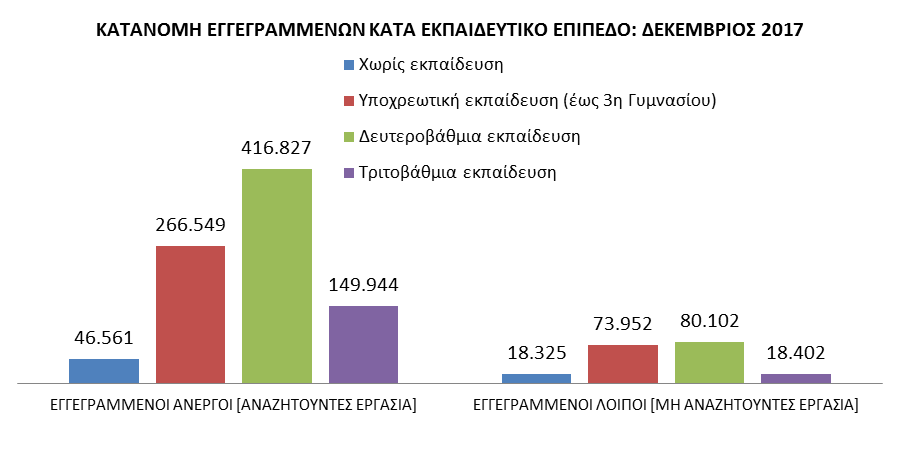 ΚΑΤΑΝΟΜΗ ΕΓΓΕΓΡΑΜΜΕΝΩΝ ΚΑΤΑ ΕΚΠΑΙΔΕΥΤΙΚΟ ΕΠΙΠΕΔΟ: ΔΕΚΕΜΒΡΙΟΣ 2017
Χωρίς εκπαίδευση
Υποχρεωτική εκπαίδευση (έως 3η Γυμνασίου)
Δευτεροβάθμια εκπαίδευση
Τριτοβάθμια εκπαίδευση
46.561
266.549
416.827
149.944
18.325
73.952
80.102
18.402
ΕΓΓΕΓΡΑΜΜΕΝΟΙ ΑΝΕΡΓΟΙ [ΑΝΑΖΗΤΟΥΝΤΕΣ ΕΡΓΑΣΙΑ]
ΕΓΓΕΓΡΑΜΜΕΝΟΙ ΛΟΙΠΟΙ [ΜΗ ΑΝΑΖΗΤΟΥΝΤΕΣ ΕΡΓΑΣΙΑ]